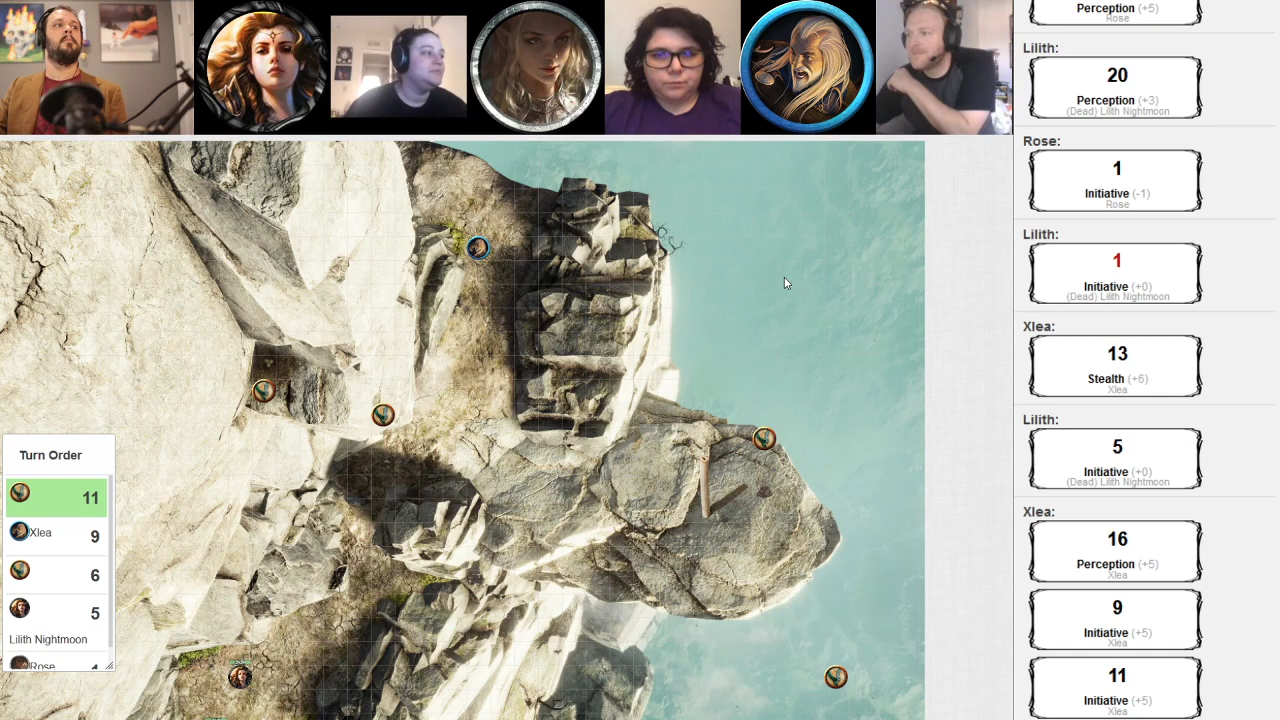 Perception (+5)
Rose
Lilith:
20
Perception (+3)
(Dead) Lilith Nightmoon
Rose:
1
Initiative (-1)
Rose
Lilith:
1
Initiative (+0)
(Dead) Lilith Nightmoon
Xlea:
13
Stealth (+6)
Xlea
Lilith:
5
Initiative (+0)
(Dead) Lilith Nightmoon
Xlea:
16
Perception (+5)
Xlea
9
Initiative (+5)
Xlea
11
Initiative (+5)
Xlea
Turn Order
11
Xlea 9
6
5
Lilith Nightmoon
Rose